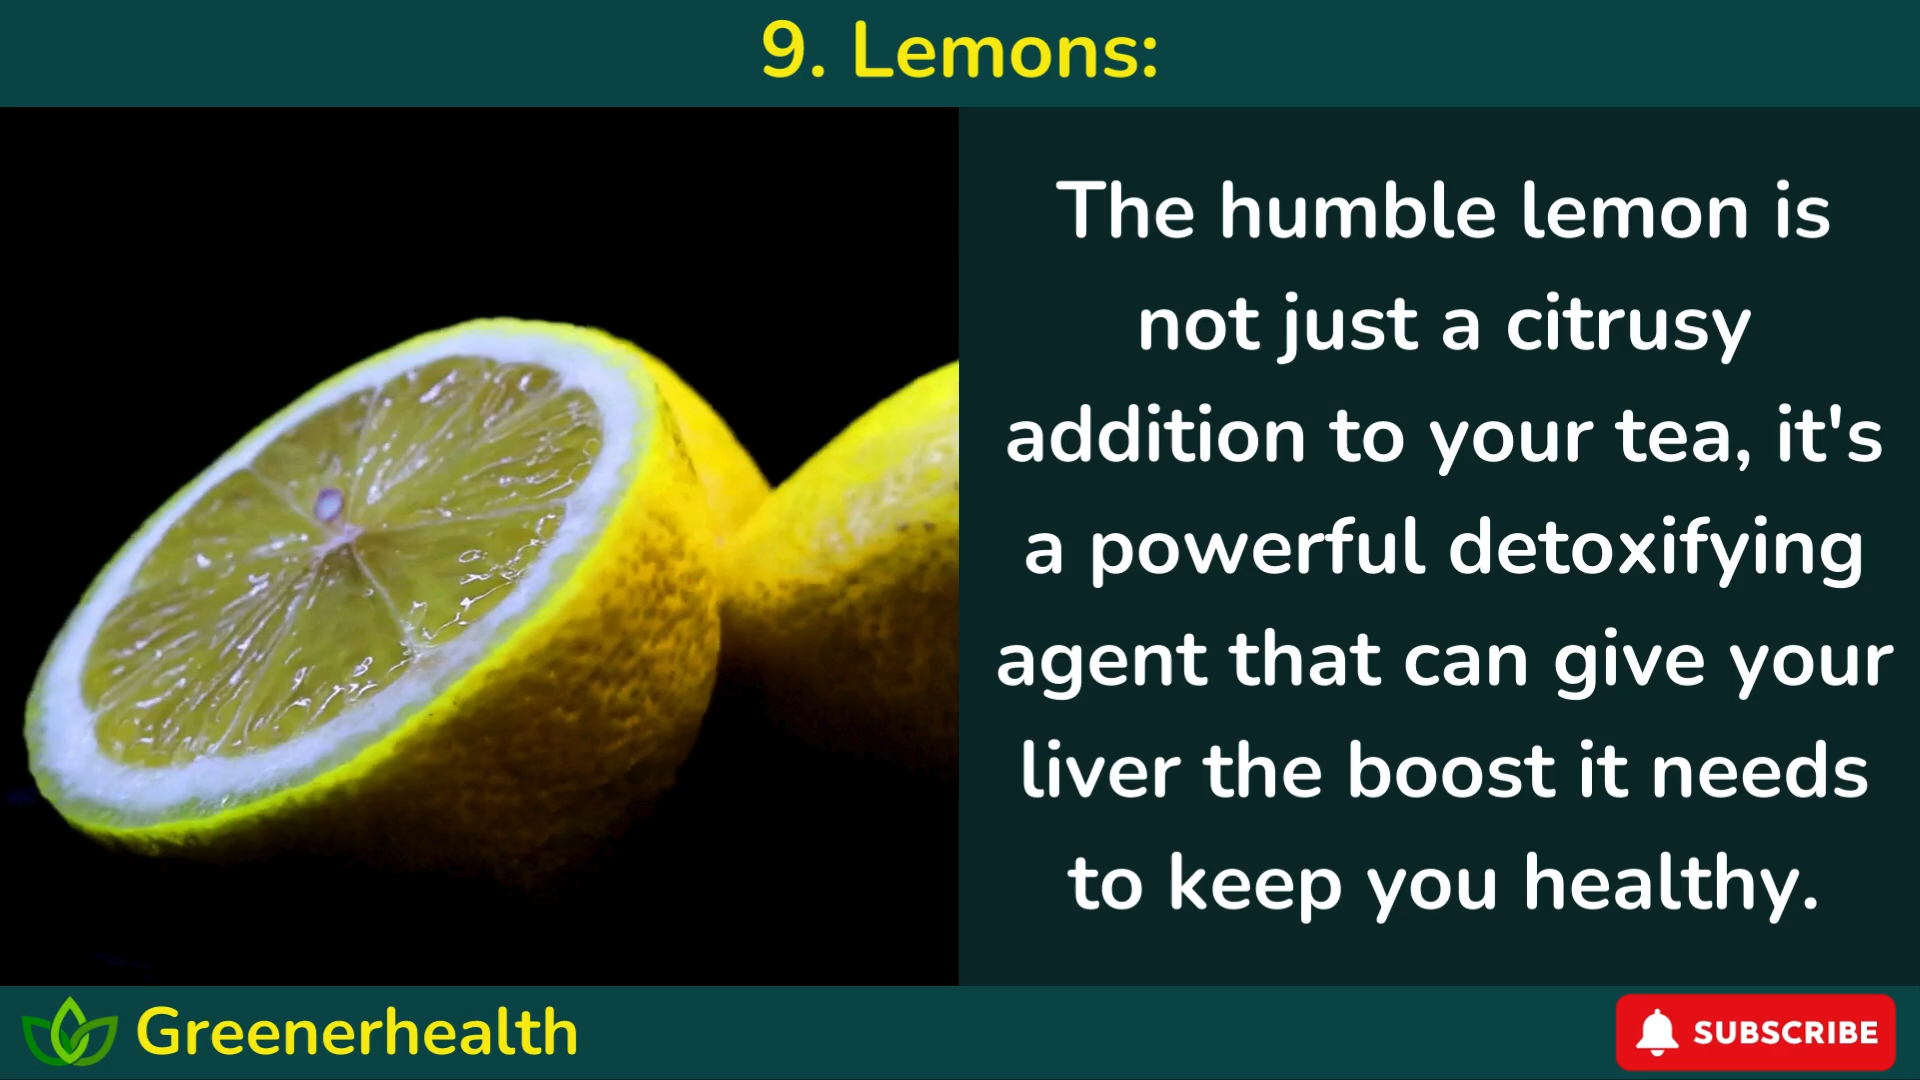 9. Lemons:
The humble lemon is
not just a citrusy
addition to your tea, it's
a powerful detoxifying
agent that can give your
liver the boost it needs
to keep you healthy.
Greenerhealth
SUBSCRIBE